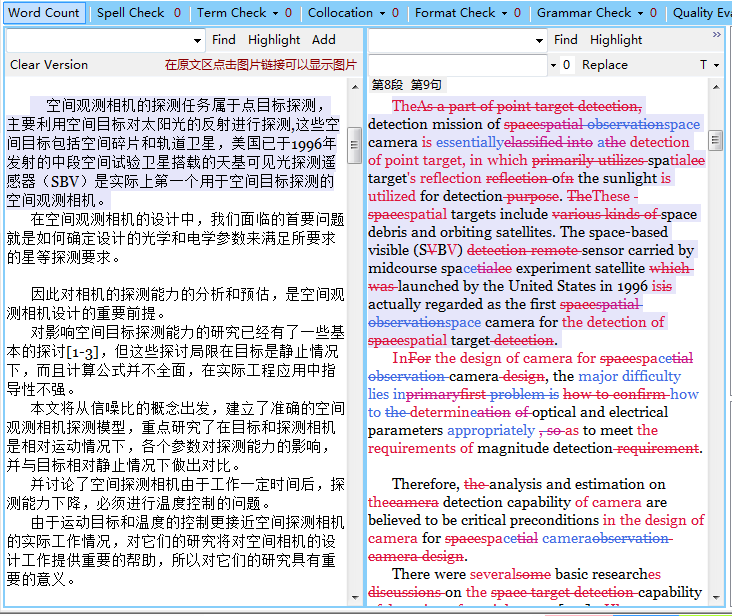 Word Count Spell Check 0 Term Check 0 Collocation 0 Format Check 0 Grammar Check 0 Quality Eva
Find Highlight Add
Clear Version 在原文区点击图片链接可以显示图片
空间观测相机的探测任务属于点目标探测，
主要利用空间目标对太阳光的反射进行探测,这些空
间目标包括空间碎片和轨道卫星，美国已于1996年
发射的中段空间试验卫星搭载的天基可见光探测遥
感器（SBV）是实际上第一个用于空间目标探测的
空间观测相机。
在空间观测相机的设计中，我们面临的首要问题
就是如何确定设计的光学和电学参数来满足所要求
的星等探测要求。
因此对相机的探测能力的分析和预估，是空间观
测相机设计的重要前提。
对影响空间目标探测能力的研究已经有了一些基
本的探讨[1-3]，但这些探讨局限在目标是静止情况
下，而且计算公式并不全面，在实际工程应用中指
导性不强。
本文将从信噪比的概念出发，建立了准确的空间
观测相机探测模型，重点研究了在目标和探测相机
是相对运动情况下，各个参数对探测能力的影响，
并与目标相对静止情况下做出对比。
并讨论了空间探测相机由于工作一定时间后，探
测能力下降，必须进行温度控制的问题。
由于运动目标和温度的控制更接近空间探测相机
的实际工作情况，对它们的研究将对空间相机的设
计工作提供重要的帮助，所以对它们的研究具有重
要的意义。
Find Highlight
0 Replace T
第8段 第9句
TheAs a part of point target detection,
detection mission of spacespatial observationspace
camera is essentiallyclassified into athe detection
of point target, in which primarily utilizes spatialce
target's reflection reflection ofn the sunlight is
utilized for detection purpose. TheThese
spacespatial targets include various kinds of space
debris and orbiting satellites. The space-based
visible (SVBV) detection remote sensor carried by
midcourse spacetialce experiment satellite which
was launched by the United States in 1996 isis
actually regarded as the first spacespatial
observationspace camera for the detection of
spacespatial target detection.
InFor the design of camera for spacespacetial
observation camera design, the major difficulty
lies inprimaryfirst problem is how to confirm how
to the determineation of optical and electrical
parameters appropriately , so as to meet the
requirements of magnitude detection requirement.
Therefore, the analysis and estimation on
thecamera detection capability of camera are
believed to be critical preconditions in the design of
camera for spacespacetial cameraobservation
camera design.
There were severalsome basic researches
discussions on the space target detection capability